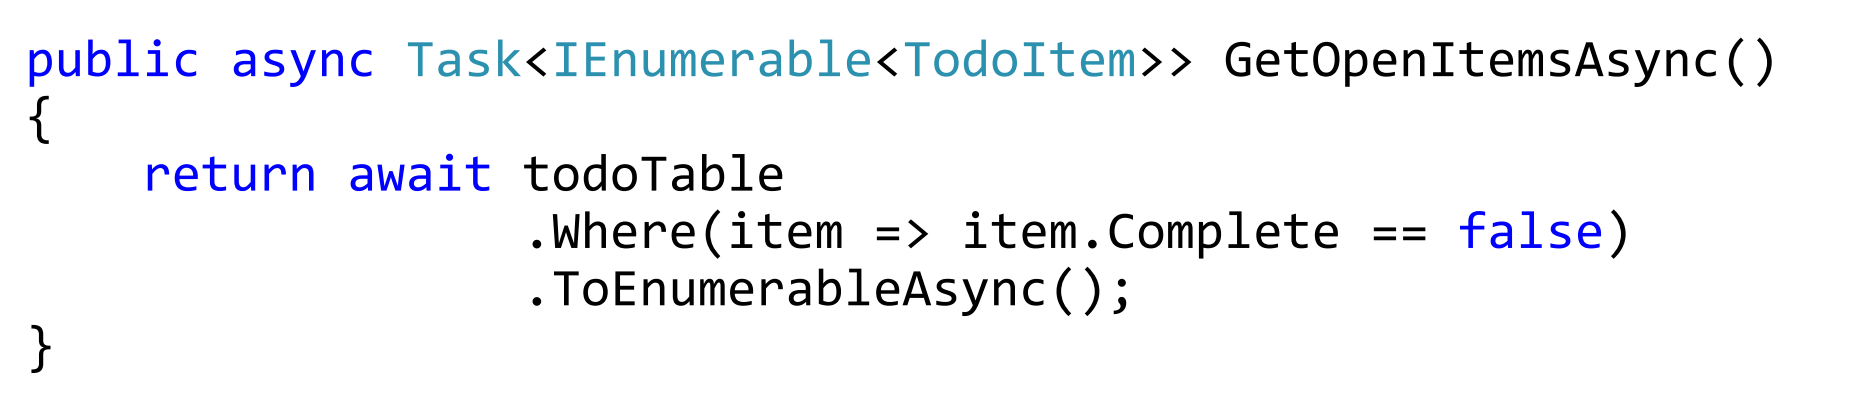 public async Task<IEnumerable<TodoItem>> GetOpenItemsAsync()
{
    return await todoTable
                 .Where(item => item.Complete == false)
                 .ToEnumerableAsync();
}